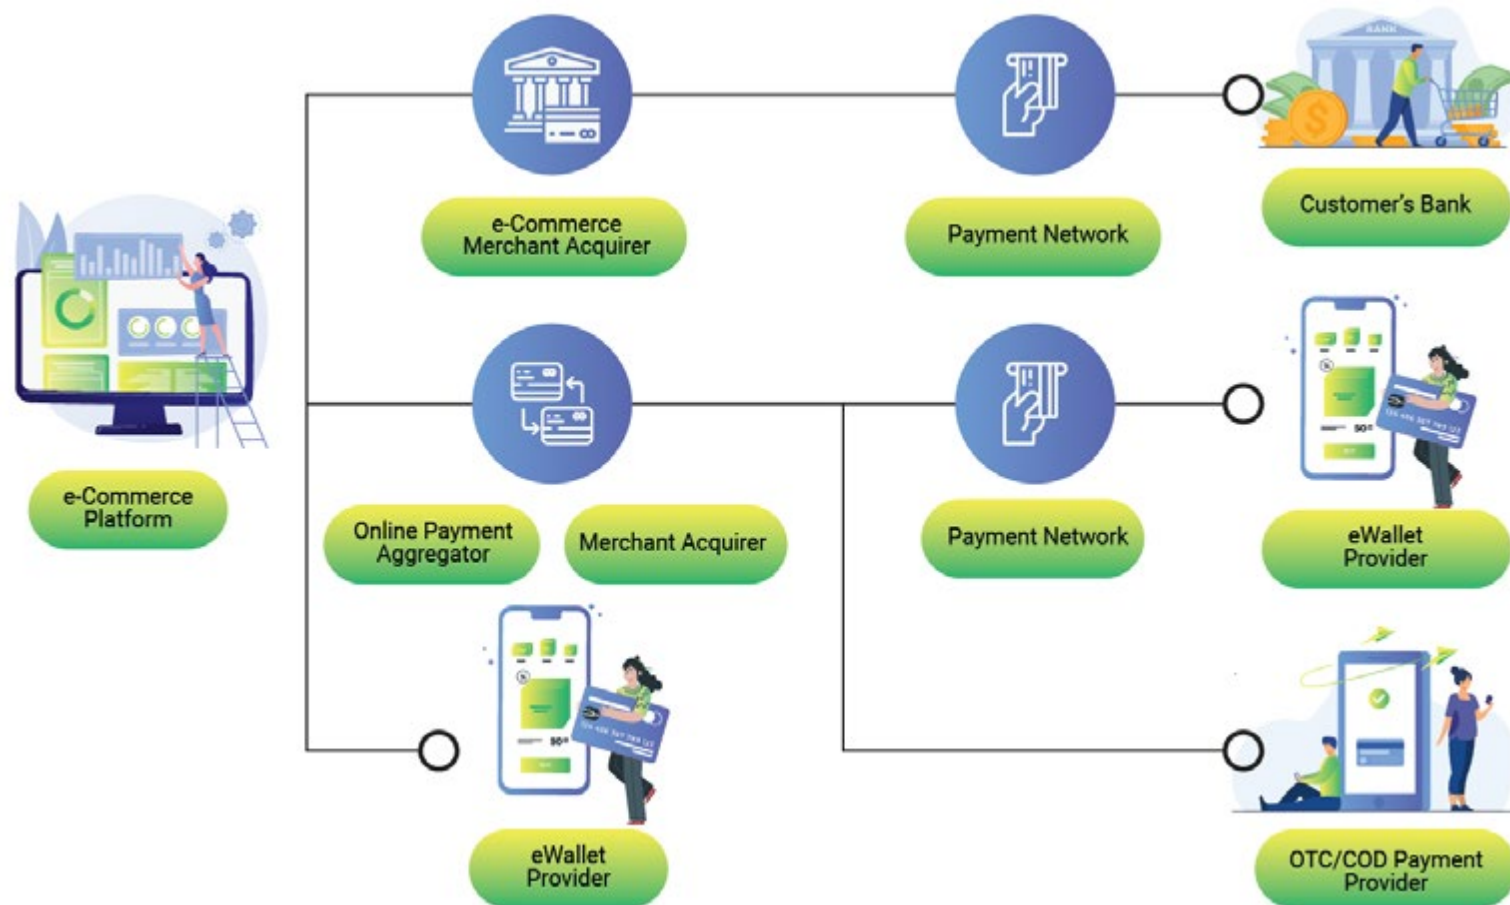 BANK
e-Commerce
Merchant Acquirer
Payment Network
Customer's Bank
e-Commerce
Platform
Online Payment
Aggregator
Merchant Acquirer
Payment Network
eWallet
Provider
eWallet
Provider
OTC/COD Payment
Provider